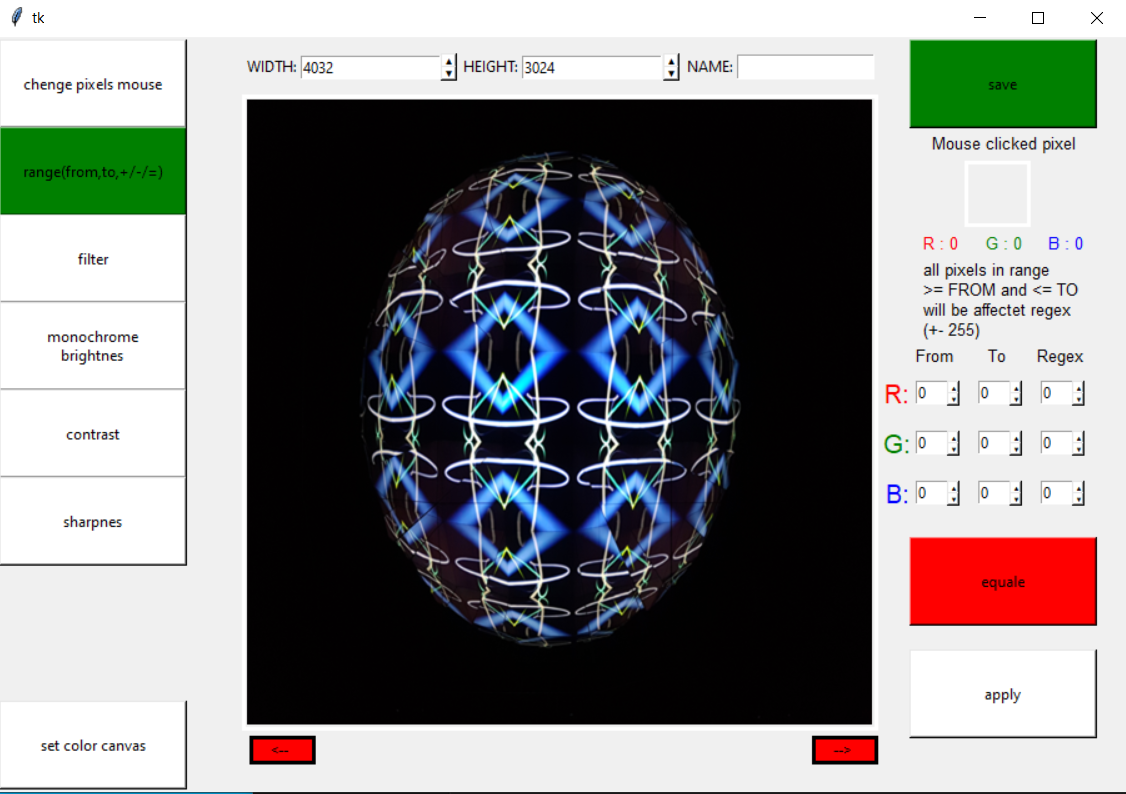 tk
chenge pixels mouse
range(from,to,+/-/=)
filter
monochrome
brightnes
contrast
sharpnes
set color canvas
WIDTH: 4032 HEIGHT: 3024 NAME:
<--
-->
save
Mouse clicked pixel
R : 0 G : 0 B : 0
all pixels in range
>= FROM and <= TO
will be affectet regex
(+- 255)
From To Regex
R: 0 0 0
G: 0 0 0
B: 0 0 0
equale
apply